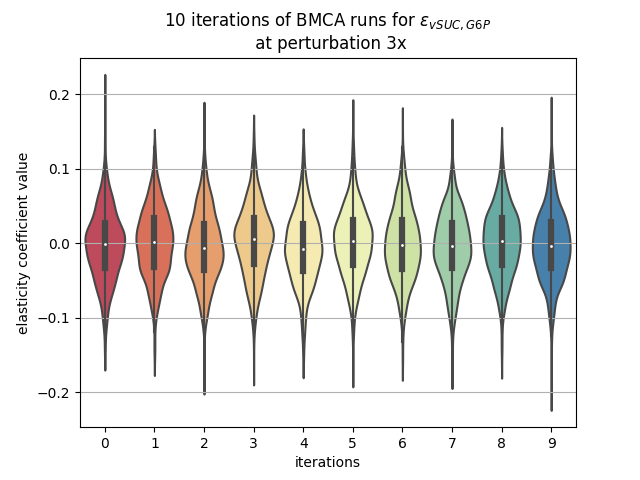 10 iterations of BMCA runs for ε_{vSUC, G6P}
at perturbation 3x
elasticity coefficient value
0.2
0.1
0.0
−0.1
−0.2
0 1 2 3 4 5 6 7 8 9
iterations